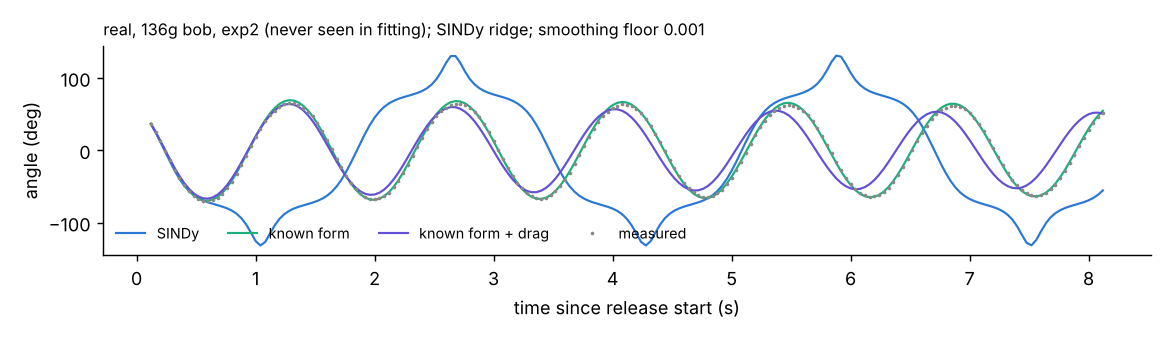 real, 136g bob, exp2 (never seen in fitting); SINDy ridge; smoothing floor 0.001
angle (deg)
100
0
−100
SINDy known form known form + drag measured
0 1 2 3 4 5 6 7 8
time since release start (s)